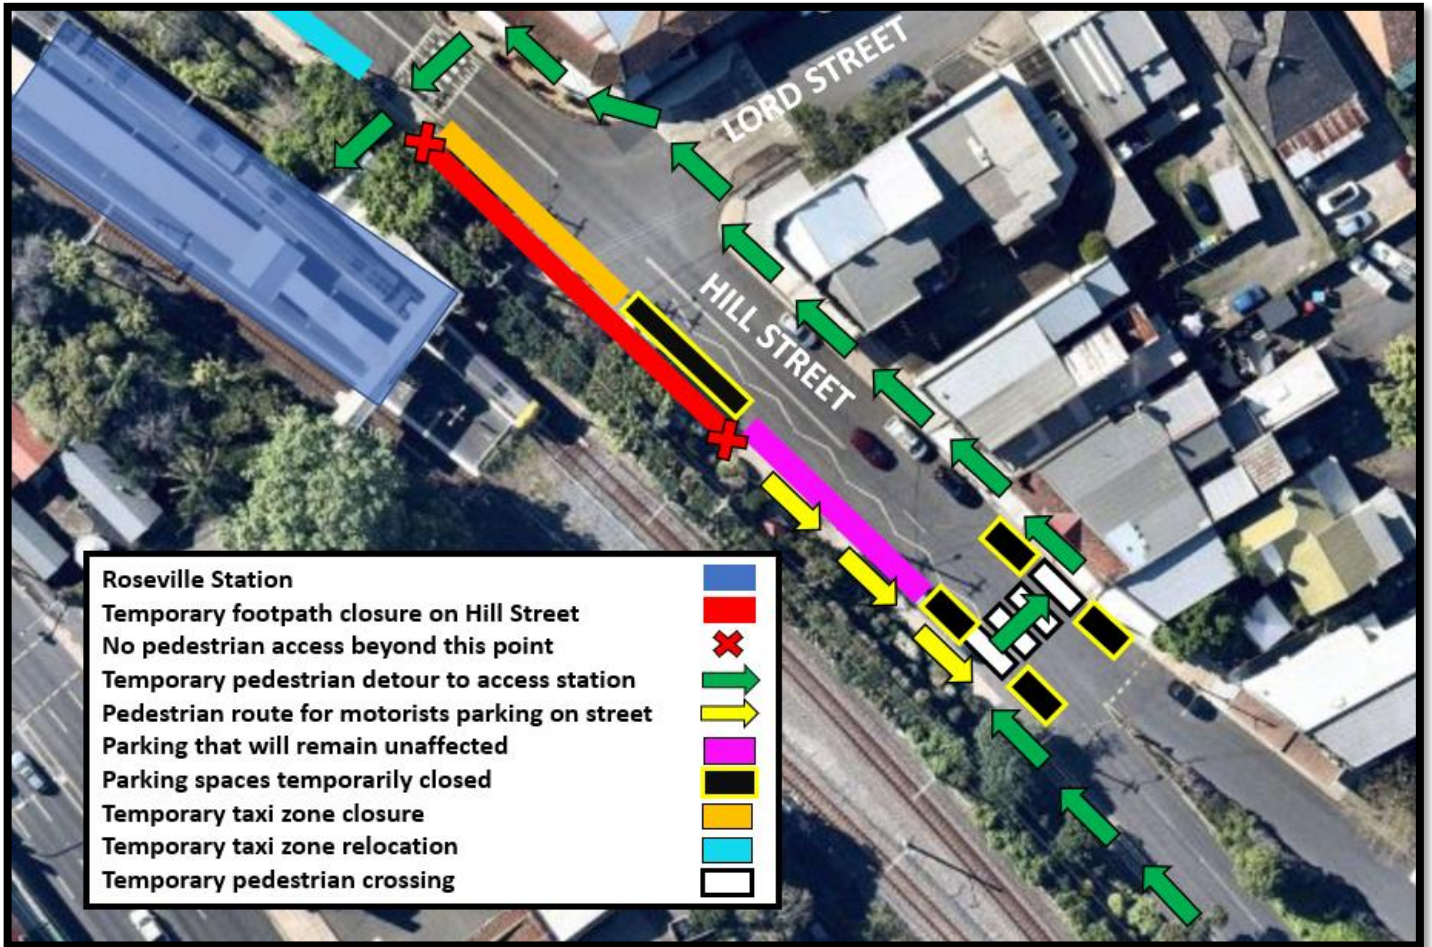 LORD STREET
HILL STREET
Roseville Station
Temporary footpath closure on Hill Street
No pedestrian access beyond this point
Temporary pedestrian detour to access station
Pedestrian route for motorists parking on street
Parking that will remain unaffected
Parking spaces temporarily closed
Temporary taxi zone closure
Temporary taxi zone relocation
Temporary pedestrian crossing